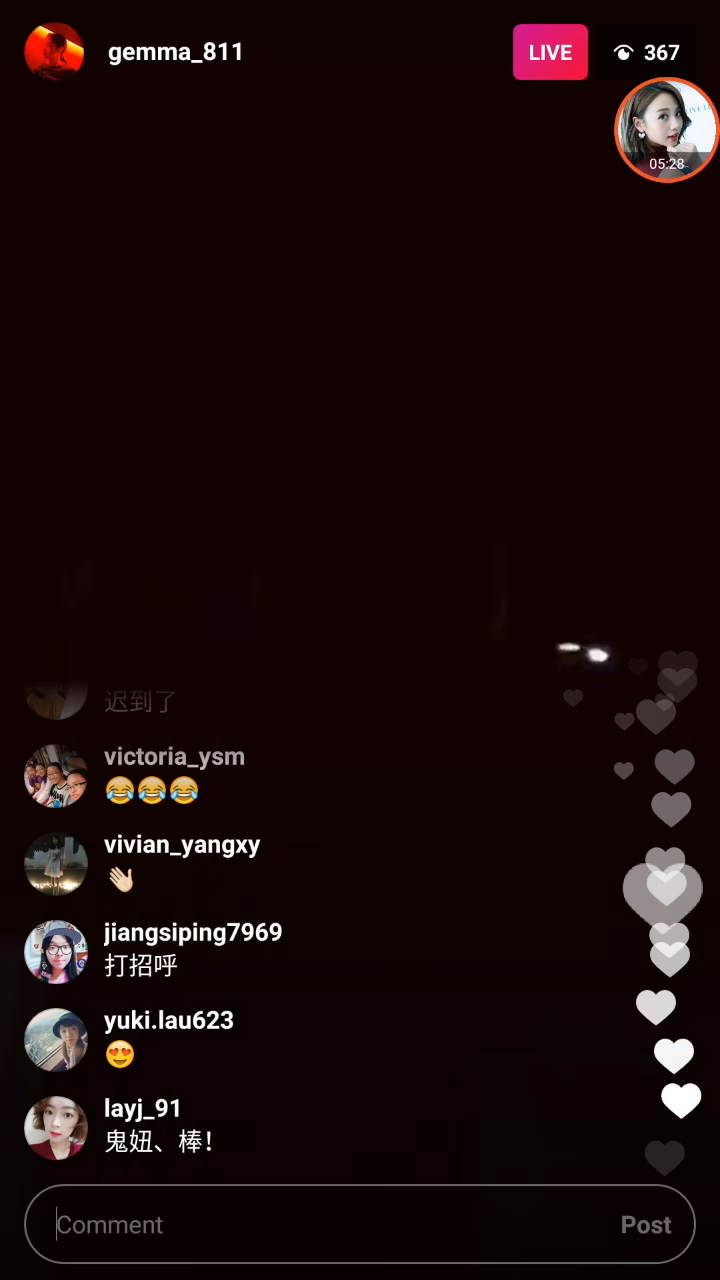 gemma_811
LIVE
367
05:28
迟到了
victoria_ysm
😂😂😂
vivian_yangxy
👋🏻
jiangsiping7969
打招呼
yuki.lau623
😍
layj_91
鬼妞、棒！
Comment
Post